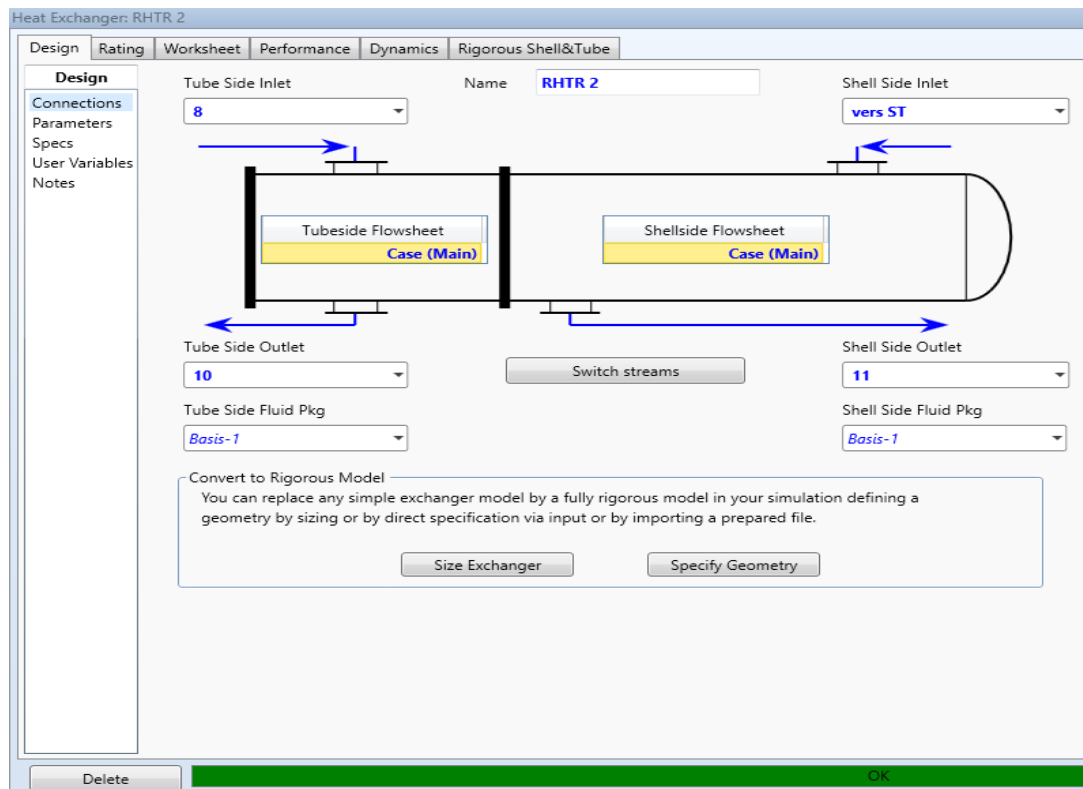 Heat Exchanger: RHTR 2
Design Rating Worksheet Performance Dynamics Rigorous Shell&Tube
Design
Connections
Parameters
Specs
User Variables
Notes
Tube Side Inlet
8
Name RHTR 2
Shell Side Inlet
vers ST
Tubeside Flowsheet
Case (Main)
Shellside Flowsheet
Case (Main)
Tube Side Outlet
10
Switch streams
Shell Side Outlet
11
Tube Side Fluid Pkg
Basis-1
Shell Side Fluid Pkg
Basis-1
Convert to Rigorous Model
You can replace any simple exchanger model by a fully rigorous model in your simulation defining a
geometry by sizing or by direct specification via input or by importing a prepared file.
Size Exchanger Specify Geometry
Delete OK